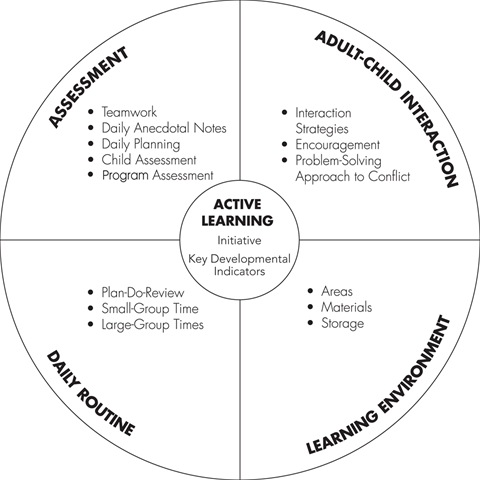 ASSESSMENT
• Teamwork
• Daily Anecdotal Notes
• Daily Planning
• Child Assessment
• Program Assessment
ADULT-CHILD INTERACTION
• Interaction
Strategies
• Encouragement
• Problem-Solving
Approach to Conflict
ACTIVE
LEARNING
Initiative
Key Developmental
Indicators
• Plan-Do-Review
• Small-Group Time
• Large-Group Times
DAILY ROUTINE
• Areas
• Materials
• Storage
LEARNING ENVIRONMENT